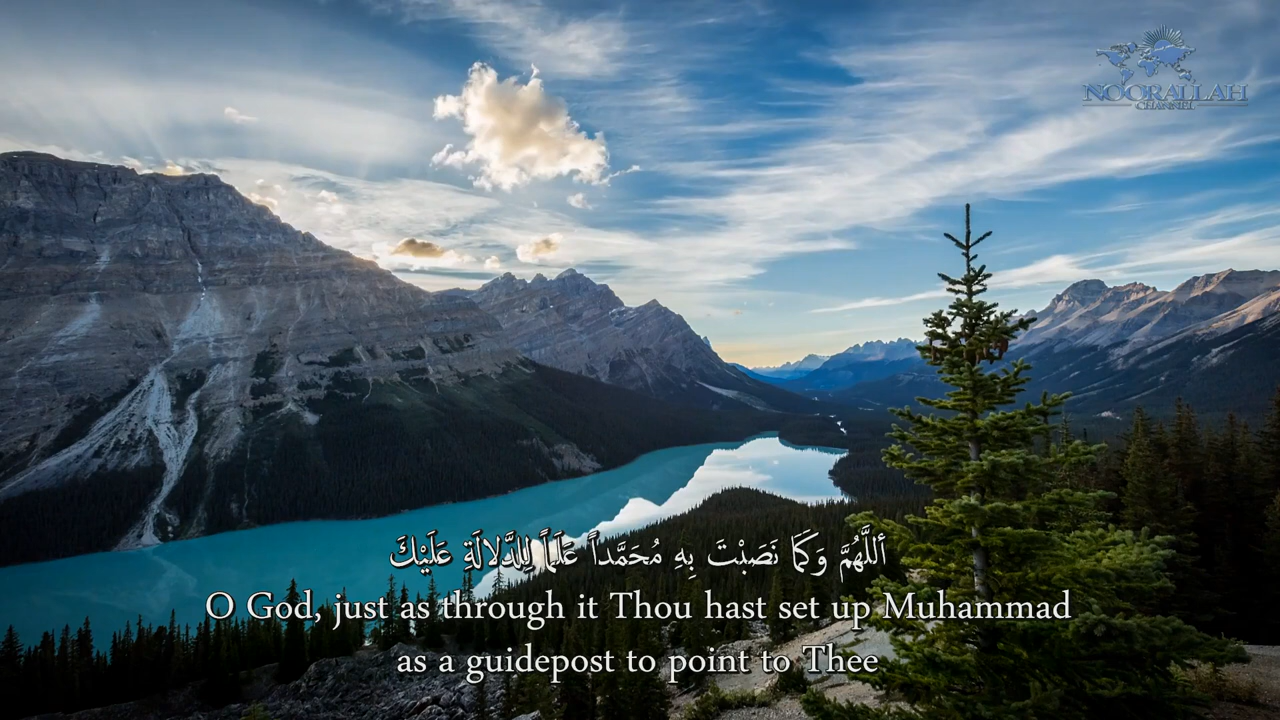 NOORALLAH
CHANNEL
أَللَّهُمَّ وَكَمَا نَصَبْتَ بِهِ مُحَمَّداً عَلَماً لِلدَّلالَةِ عَلَيْكَ
O God, just as through it Thou hast set up Muhammad
as a guidepost to point to Thee